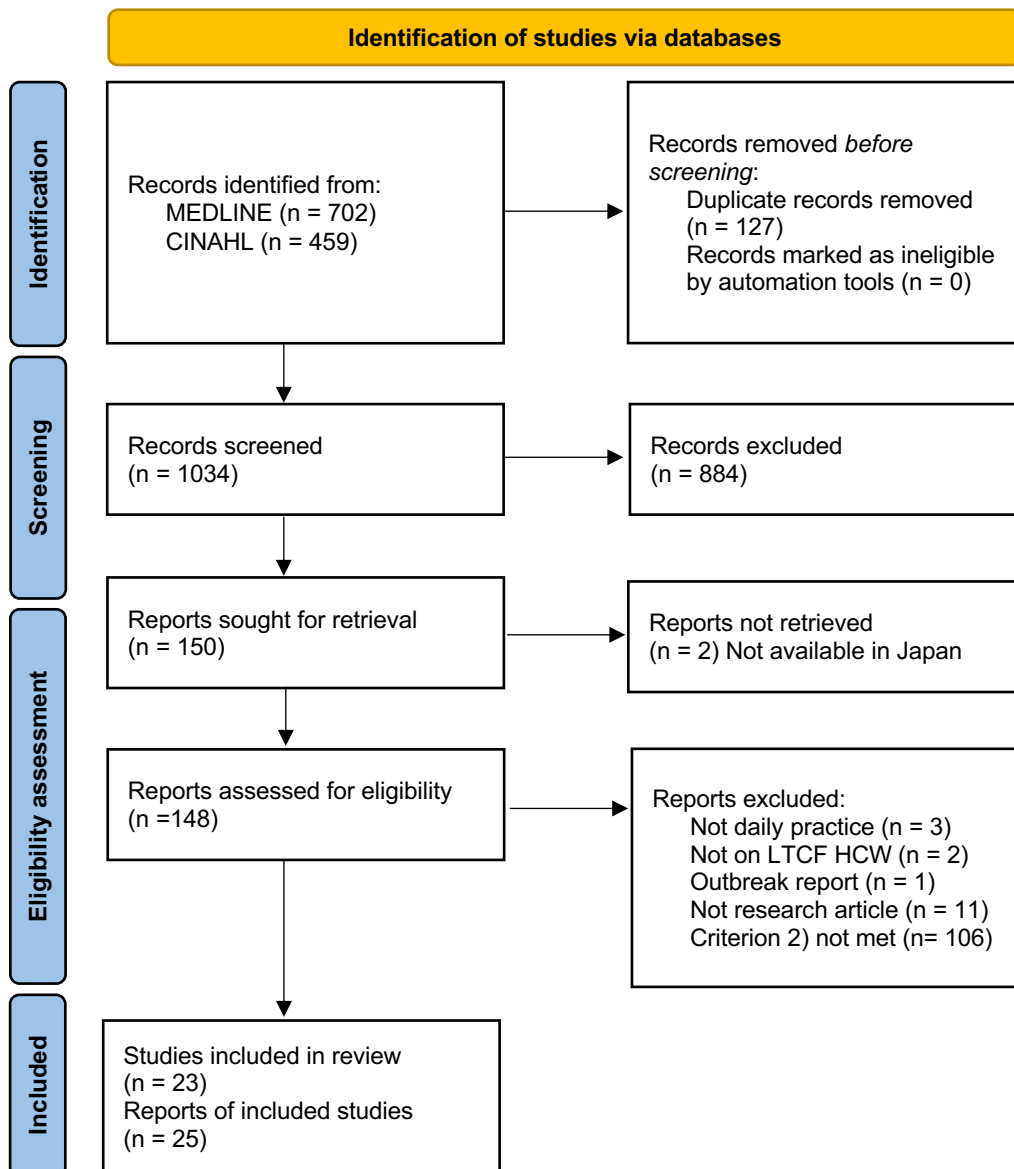 Identification of studies via databases
Identification
Records identified from:
MEDLINE (n = 702)
CINAHL (n = 459)
Records removed before
screening:
Duplicate records removed
(n = 127)
Records marked as ineligible
by automation tools (n = 0)
Screening
Records screened
(n = 1034)
Records excluded
(n = 884)
Eligibility assessment
Reports sought for retrieval
(n = 150)
Reports not retrieved
(n = 2) Not available in Japan
Reports assessed for eligibility
(n =148)
Reports excluded:
Not daily practice (n = 3)
Not on LTCF HCW (n = 2)
Outbreak report (n = 1)
Not research article (n = 11)
Criterion 2) not met (n= 106)
Included
Studies included in review
(n = 23)
Reports of included studies
(n = 25)